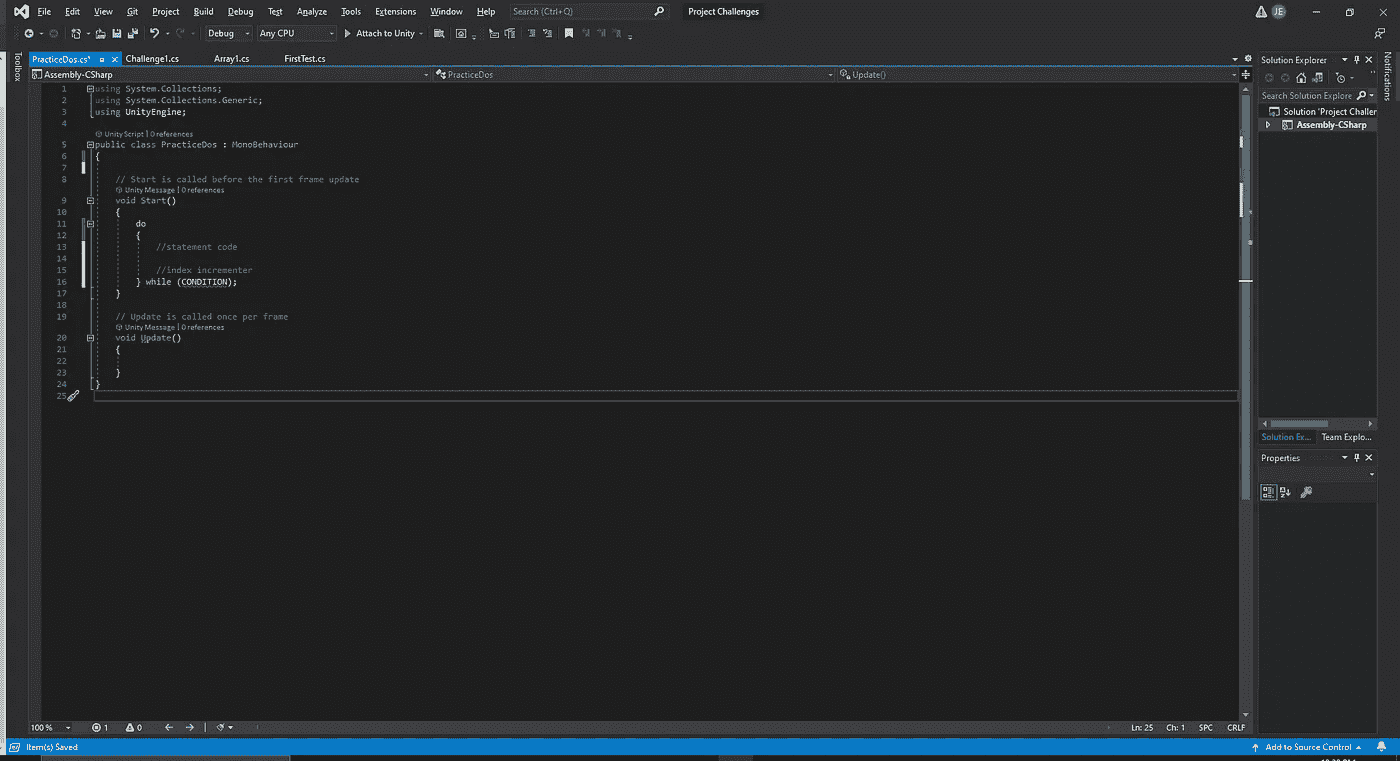 File Edit View Git Project Build Debug Test Analyze Tools Extensions Window Help Search (Ctrl+Q) Project Challenges JE
Debug Any CPU Attach to Unity
Toolbox
PracticeDos.cs* Challenge1.cs Array1.cs FirstTest.cs
Assembly-CSharp PracticeDos Update()
1 using System.Collections;
2 using System.Collections.Generic;
3 using UnityEngine;
4
Unity Script | 0 references
5 public class PracticeDos : MonoBehaviour
6 {
7
8 // Start is called before the first frame update
Unity Message | 0 references
9 void Start()
10 {
11 do
12 {
13 //statement code
14
15 //index incrementer
16 } while (CONDITION);
17 }
18
19 // Update is called once per frame
Unity Message | 0 references
20 void Update()
21 {
22
23 }
24 }
25
100 % 1 0 Ln: 25 Ch: 1 SPC CRLF
Solution Explorer
Search Solution Explore
Solution 'Project Challer
Assembly-CSharp
Solution Ex... Team Explo...
Properties
Notifications
Item(s) Saved Add to Source Control